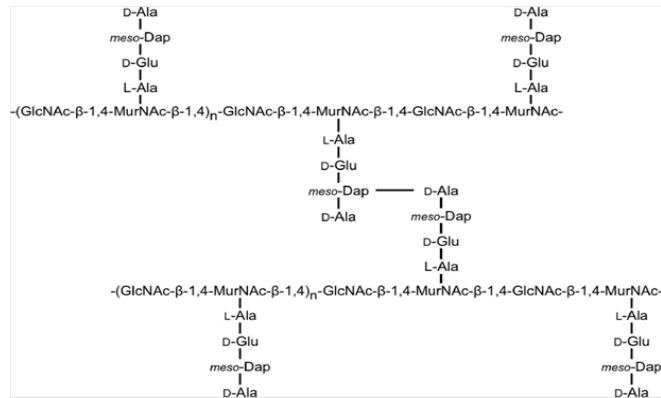 D-Ala D-Ala
meso-Dap meso-Dap
D-Glu D-Glu
L-Ala L-Ala
-(GlcNAc-β-1,4-MurNAc-β-1,4)n-GlcNAc-β-1,4-MurNAc-β-1,4-GlcNAc-β-1,4-MurNAc-
L-Ala
D-Glu
meso-Dap D-Ala
D-Ala meso-Dap
D-Glu
L-Ala
-(GlcNAc-β-1,4-MurNAc-β-1,4)n-GlcNAc-β-1,4-MurNAc-β-1,4-GlcNAc-β-1,4-MurNAc-
L-Ala L-Ala
D-Glu D-Glu
meso-Dap meso-Dap
D-Ala D-Ala